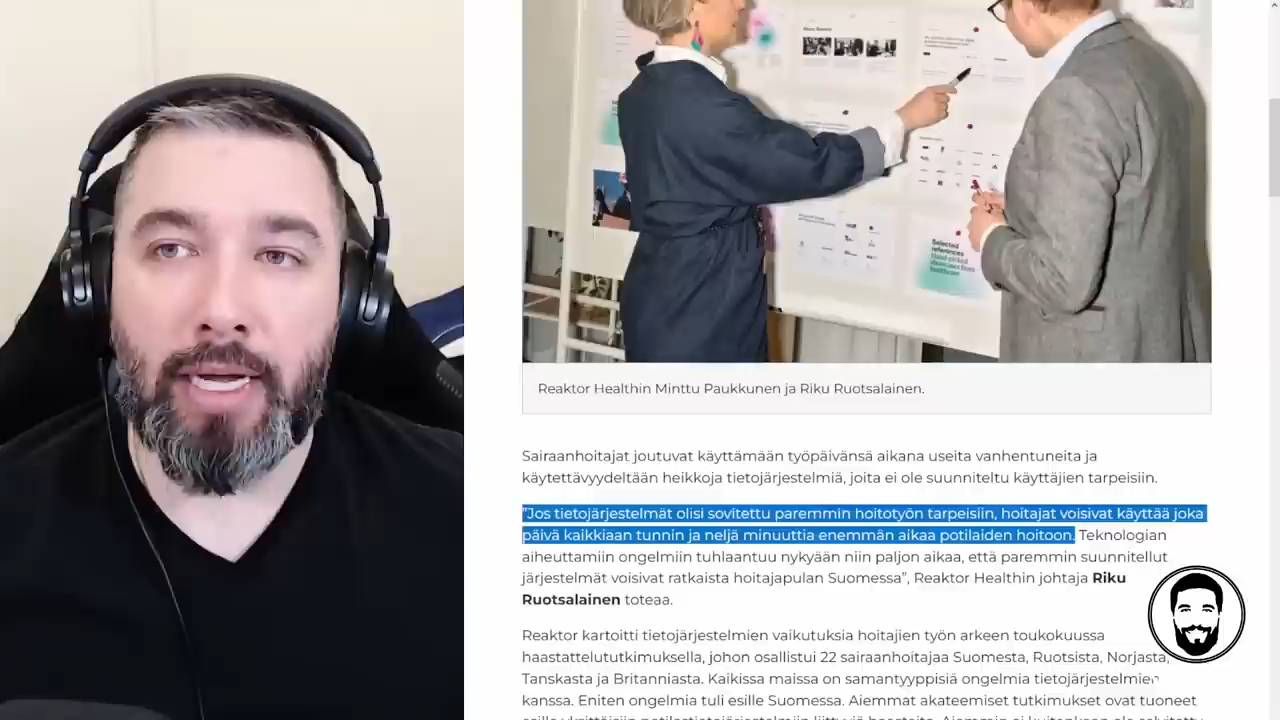 Selected
references
Reaktor Healthin Minttu Paukkunen ja Riku Ruotsalainen.
Sairaanhoitajat joutuvat käyttämään työpäivänsä aikana useita vanhentuneita ja
käytettävyydeltään heikkoja tietojärjestelmiä, joita ei ole suunniteltu käyttäjien tarpeisiin.
”Jos tietojärjestelmät olisi sovitettu paremmin hoitotyön tarpeisiin, hoitajat voisivat käyttää joka
päivä kaikkiaan tunnin ja neljä minuuttia enemmän aikaa potilaiden hoitoon. Teknologian
aiheuttamiin ongelmiin tuhlaantuu nykyään niin paljon aikaa, että paremmin suunnitellut
järjestelmät voisivat ratkaista hoitajapulan Suomessa”, Reaktor Healthin johtaja Riku
Ruotsalainen toteaa.
Reaktor kartoitti tietojärjestelmien vaikutuksia hoitajien työn arkeen toukokuussa
haastattelututkimuksella, johon osallistui 22 sairaanhoitajaa Suomesta, Ruotsista, Norjasta,
Tanskasta ja Britanniasta. Kaikissa maissa on samantyyppisiä ongelmia tietojärjestelmien
kanssa. Eniten ongelmia tuli esille Suomessa. Aiemmat akateemiset tutkimukset ovat tuoneet